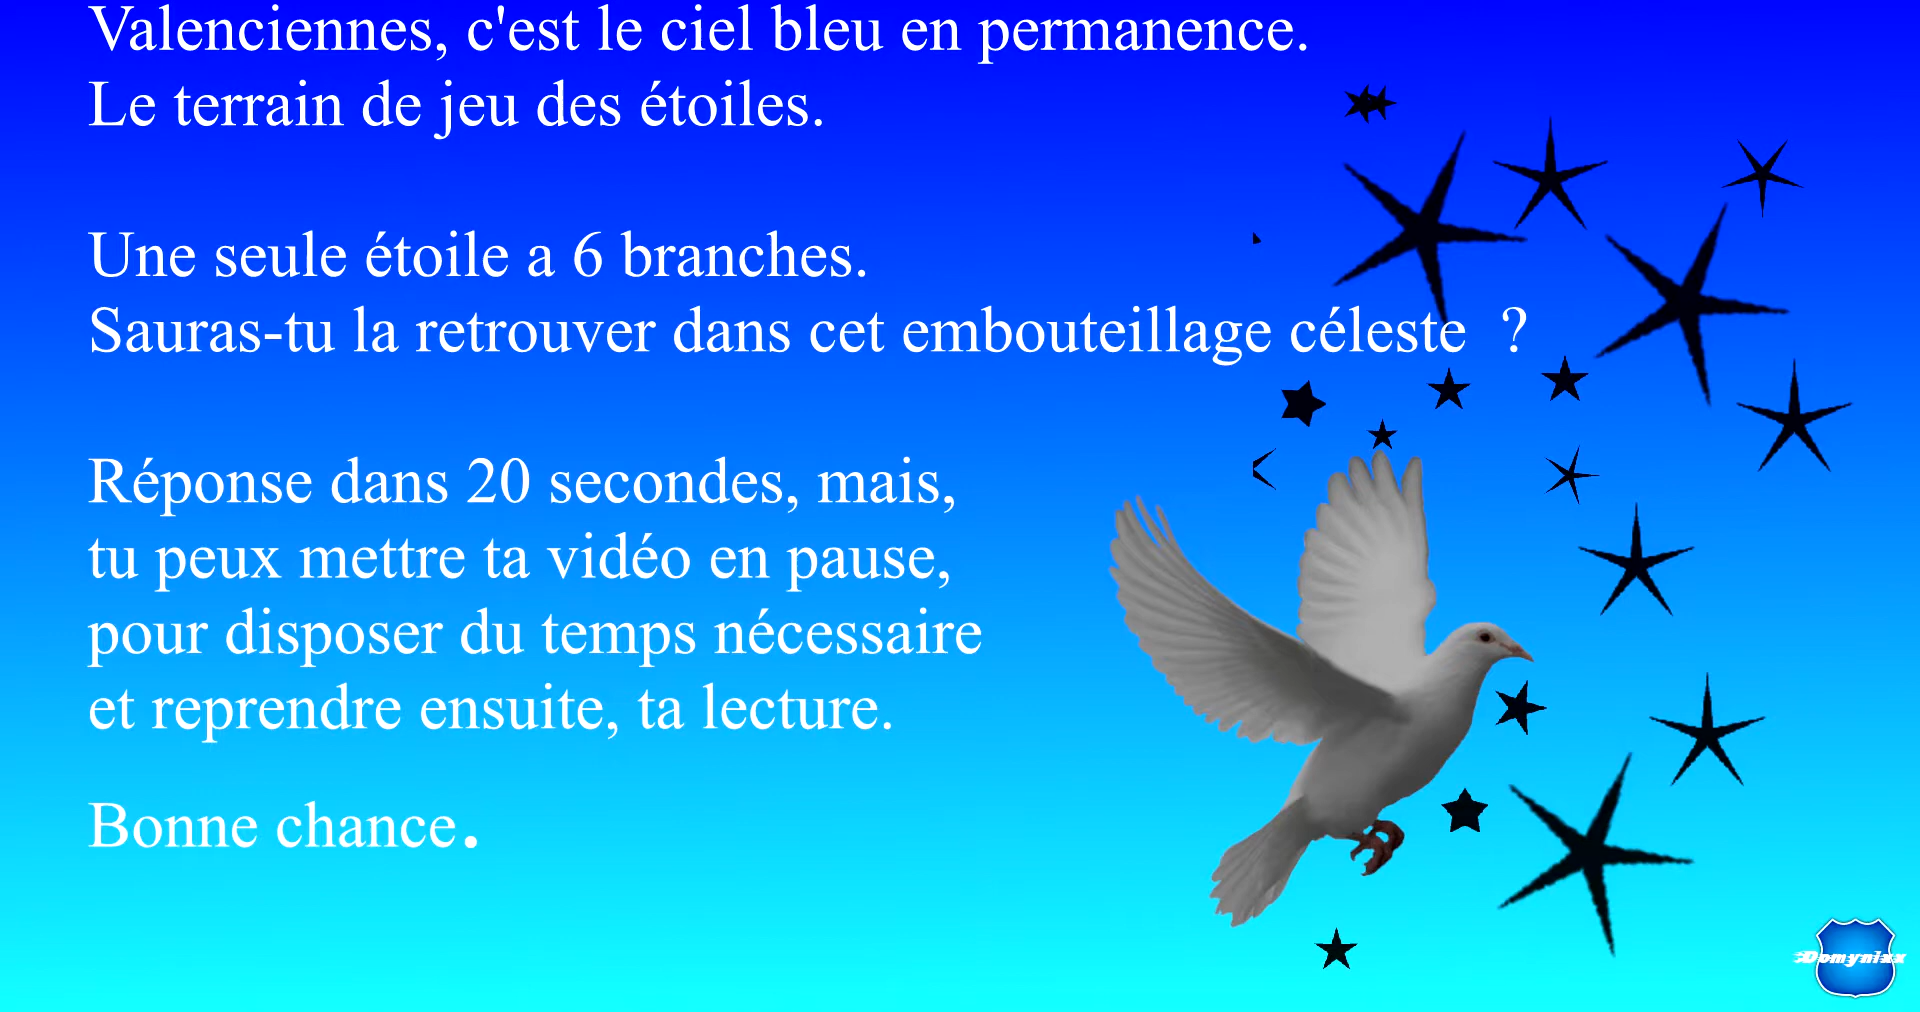 Valenciennes, c'est le ciel bleu en permanence.
Le terrain de jeu des étoiles.
Une seule étoile a 6 branches.
Sauras-tu la retrouver dans cet embouteillage céleste ?
Réponse dans 20 secondes, mais,
tu peux mettre ta vidéo en pause,
pour disposer du temps nécessaire
et reprendre ensuite, ta lecture.
Bonne chance.
Domynixx